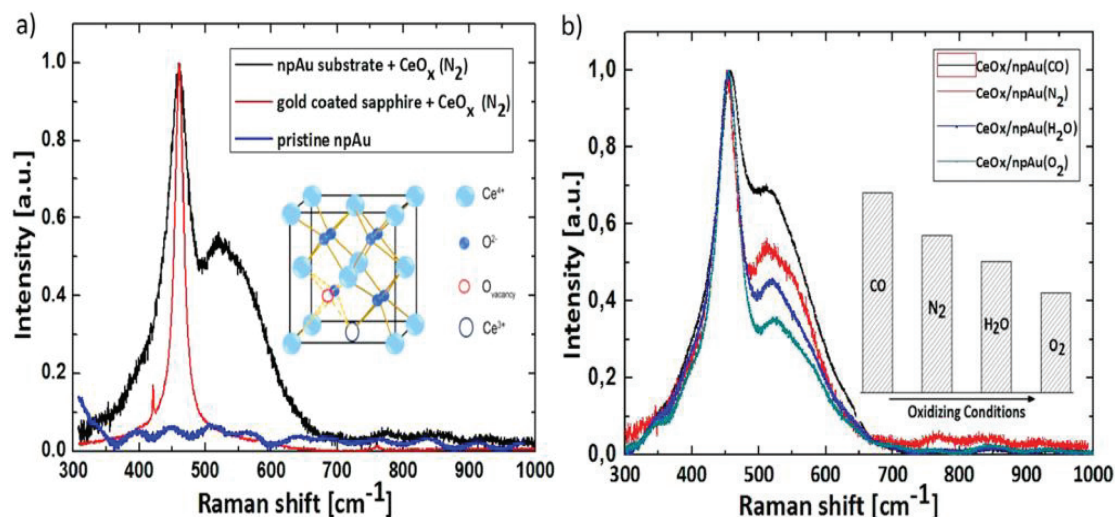 a)
Intensity [a.u.]
1.0
0.8
0.6
0.4
0.2
0.0
300 400 500 600 700 800 900 1000
Raman shift [cm⁻¹]
npAu substrate + CeOₓ (N₂)
gold coated sapphire + CeOₓ (N₂)
pristine npAu
Ce⁴⁺
O²⁻
O vacancy
Ce³⁺
b)
Intensity [a.u.]
1,0
0,8
0,6
0,4
0,2
0,0
300 400 500 600 700 800 900 1000
Raman shift [cm⁻¹]
CeOx/npAu(CO)
CeOx/npAu(N₂)
CeOx/npAu(H₂O)
CeOx/npAu(O₂)
CO
N₂
H₂O
O₂
Oxidizing Conditions